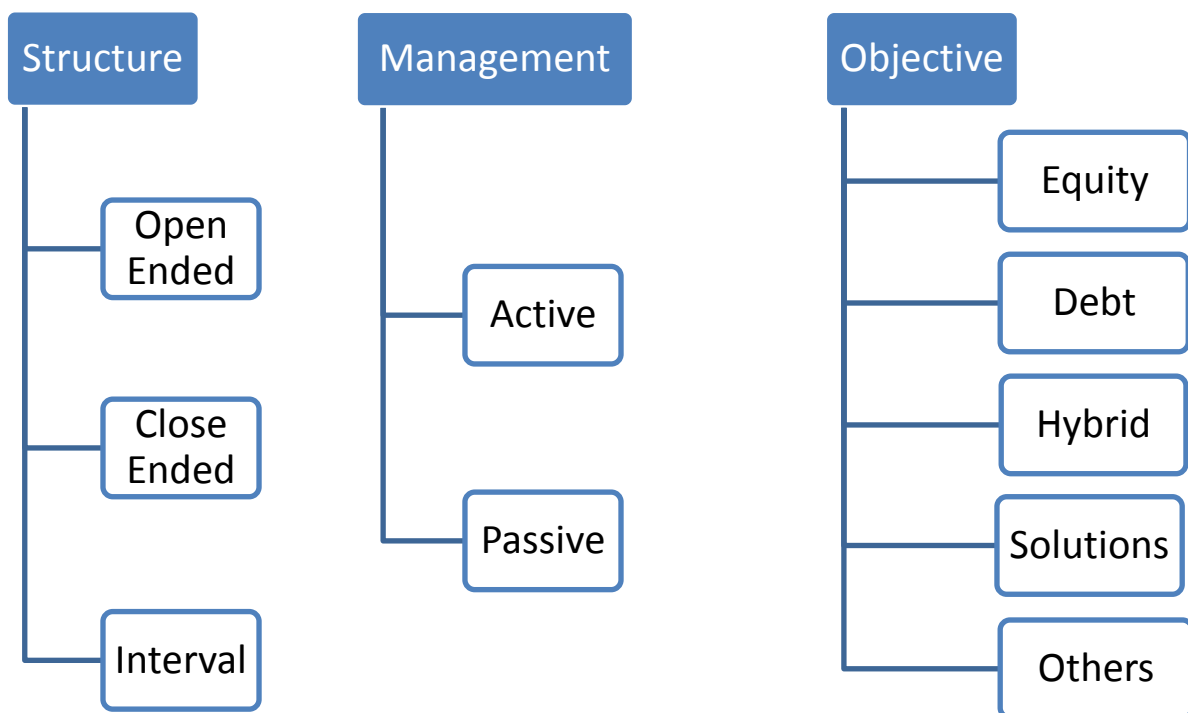 Structure
Open
Ended
Close
Ended
Interval
Management
Active
Passive
Objective
Equity
Debt
Hybrid
Solutions
Others